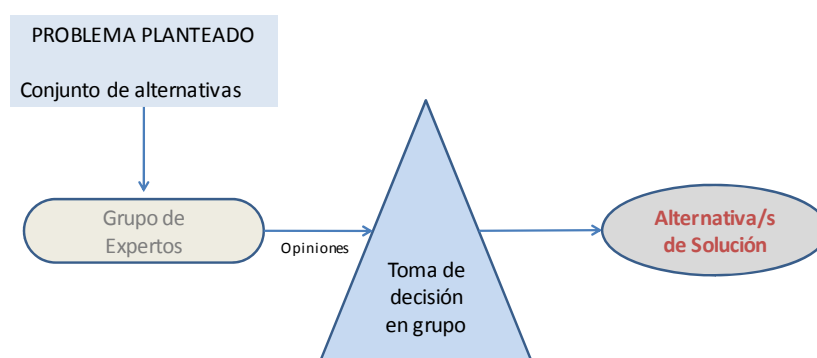 PROBLEMA PLANTEADO
Conjunto de alternativas
Grupo de
Expertos
Opiniones
Toma de
decisión
en grupo
Alternativa/s
de Solución